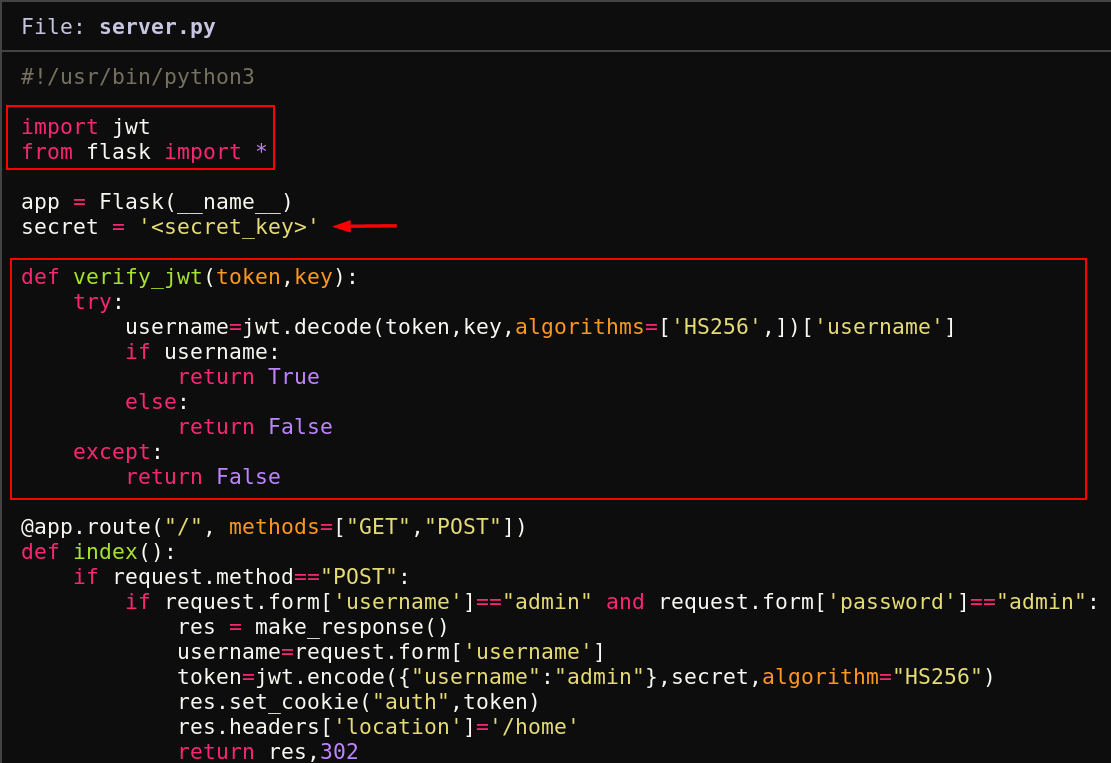 File: server.py
#!/usr/bin/python3
import jwt
from flask import *
app = Flask(__name__)
secret = '<secret_key>'
def verify_jwt(token,key):
    try:
        username=jwt.decode(token,key,algorithms=['HS256',])['username']
        if username:
            return True
        else:
            return False
    except:
        return False
@app.route("/", methods=["GET","POST"])
def index():
    if request.method=="POST":
        if request.form['username']=="admin" and request.form['password']=="admin":
            res = make_response()
            username=request.form['username']
            token=jwt.encode({"username":"admin"},secret,algorithm="HS256")
            res.set_cookie("auth",token)
            res.headers['location']='/home'
            return res,302